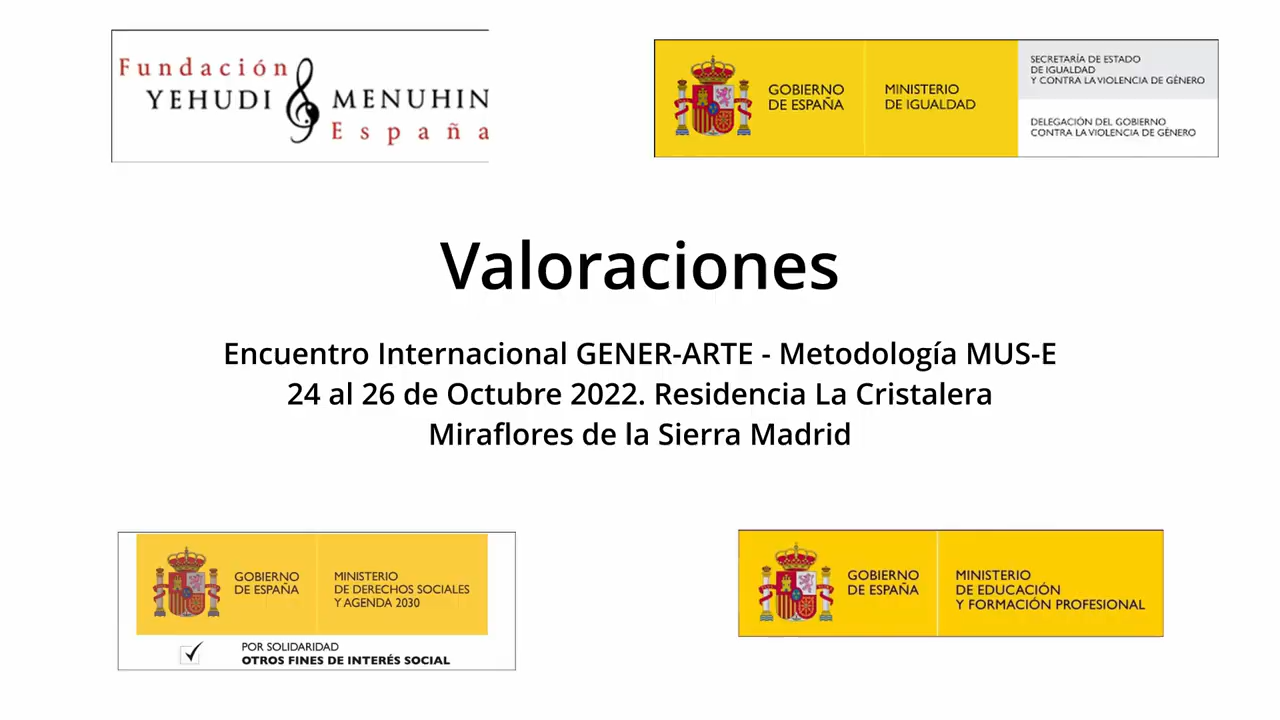 Fundación
YEHUDI MENUHIN
España
GOBIERNO
DE ESPAÑA
MINISTERIO
DE IGUALDAD
SECRETARÍA DE ESTADO
DE IGUALDAD
Y CONTRA LA VIOLENCIA DE GÉNERO
DELEGACIÓN DEL GOBIERNO
CONTRA LA VIOLENCIA DE GÉNERO
Valoraciones
Encuentro Internacional GENER-ARTE - Metodología MUS-E
24 al 26 de Octubre 2022. Residencia La Cristalera
Miraflores de la Sierra Madrid
GOBIERNO
DE ESPAÑA
MINISTERIO
DE DERECHOS SOCIALES
Y AGENDA 2030
POR SOLIDARIDAD
OTROS FINES DE INTERÉS SOCIAL
GOBIERNO
DE ESPAÑA
MINISTERIO
DE EDUCACIÓN
Y FORMACIÓN PROFESIONAL